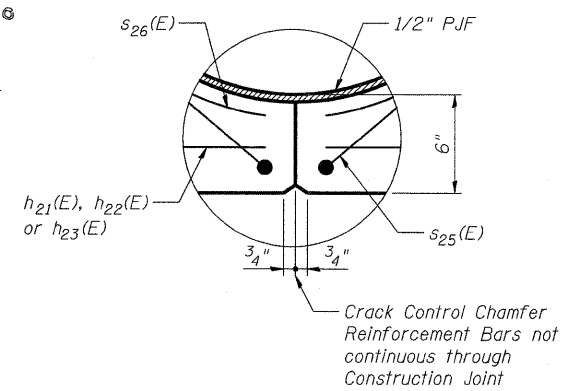 s26(E)
1/2" PJF
6"
h21(E), h22(E)
or h23(E)
s25(E)
3/4"
3/4"
Crack Control Chamfer
Reinforcement Bars not
continuous through
Construction Joint